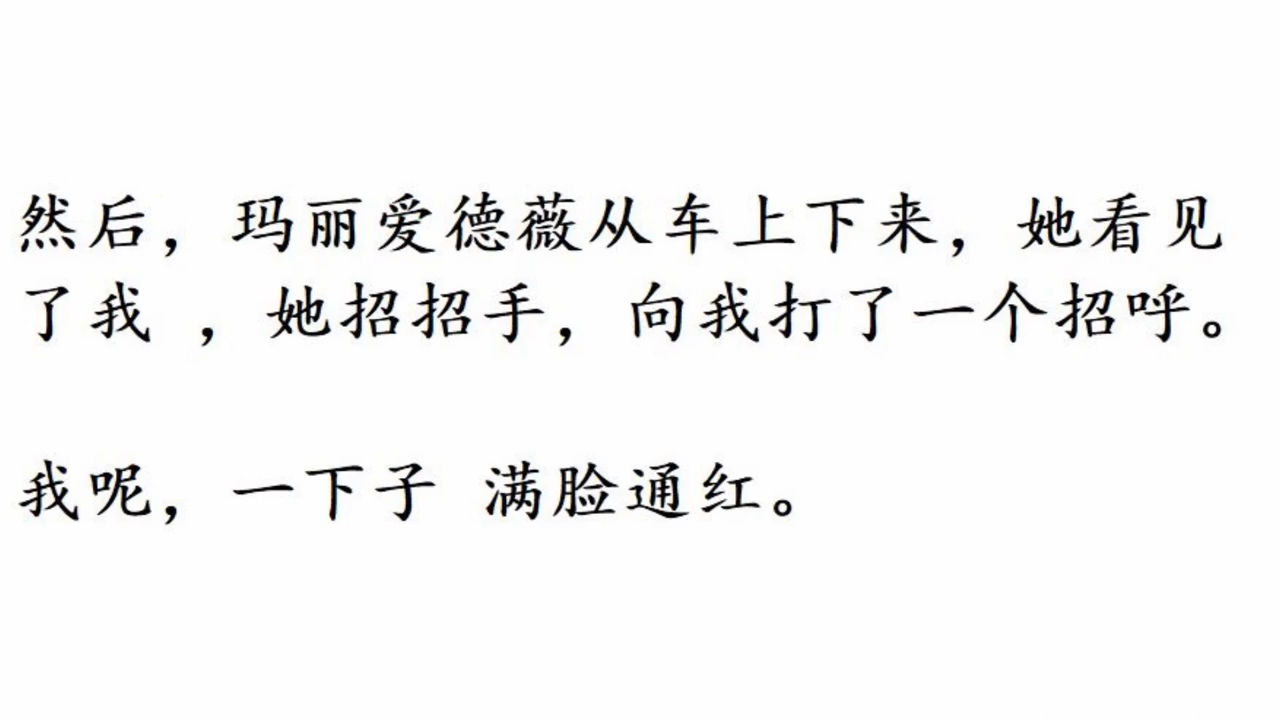 然后，玛丽爱德薇从车上下来，她看见
了我 ，她招招手，向我打了一个招呼。
我呢，一下子 满脸通红。